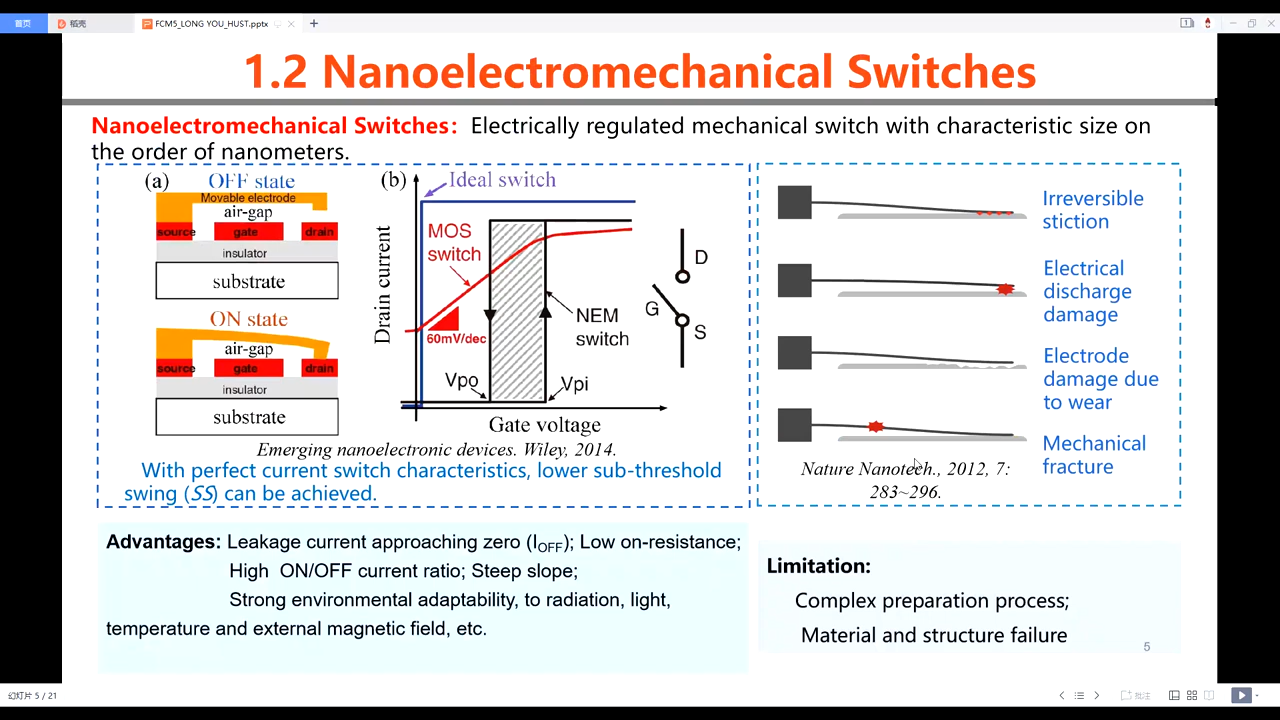 首页
稻壳
FCM5_LONG YOU_HUST.pptx
1.2 Nanoelectromechanical Switches
Nanoelectromechanical Switches: Electrically regulated mechanical switch with characteristic size on
the order of nanometers.
(a)
OFF state
Movable electrode
air-gap
source
gate
drain
insulator
substrate
ON state
air-gap
source
gate
drain
insulator
substrate
(b)
Ideal switch
MOS
switch
60mV/dec
NEM
switch
Vpo
Vpi
Drain current
Gate voltage
D
G
S
Emerging nanoelectronic devices. Wiley, 2014.
With perfect current switch characteristics, lower sub-threshold
swing (SS) can be achieved.
Irreversible
stiction
Electrical
discharge
damage
Electrode
damage due
to wear
Mechanical
fracture
Nature Nanotech., 2012, 7:
283~296.
Advantages: Leakage current approaching zero (IOFF); Low on-resistance;
High ON/OFF current ratio; Steep slope;
Strong environmental adaptability, to radiation, light,
temperature and external magnetic field, etc.
Limitation:
Complex preparation process;
Material and structure failure
5
幻灯片 5 / 21
批注